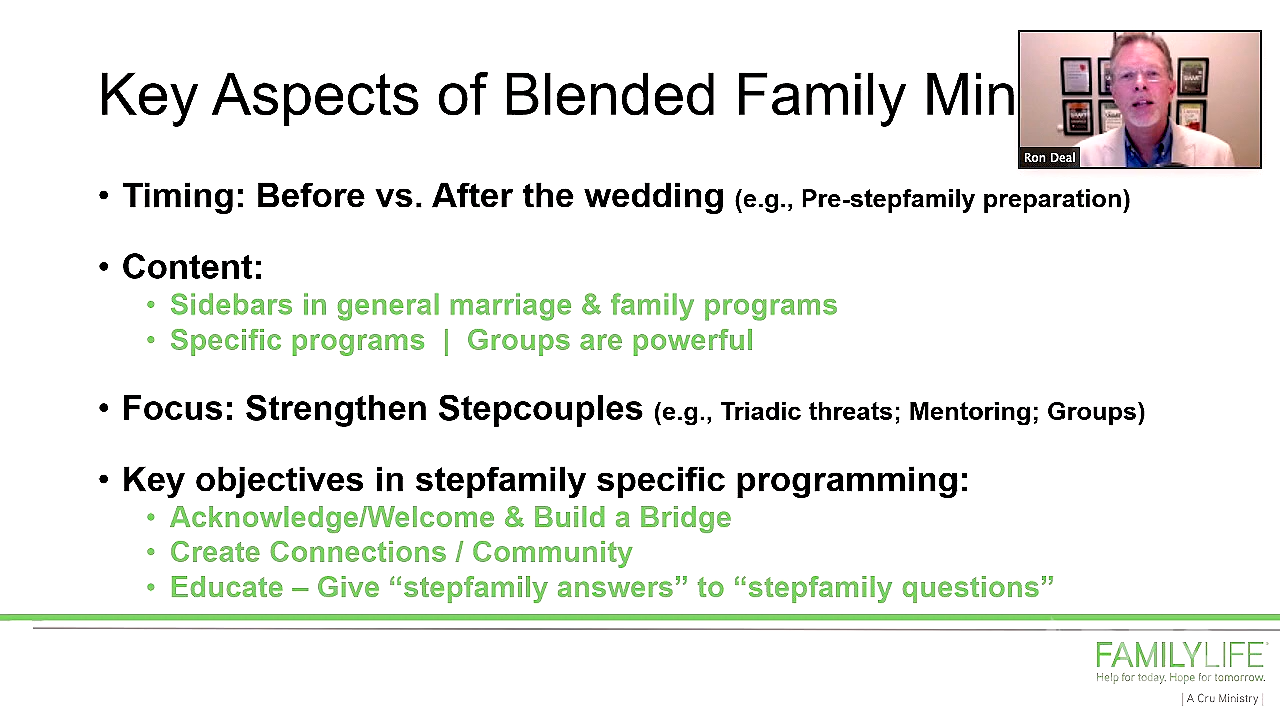 Key Aspects of Blended Family Min
Ron Deal
• Timing: Before vs. After the wedding (e.g., Pre-stepfamily preparation)
• Content:
• Sidebars in general marriage & family programs
• Specific programs | Groups are powerful
• Focus: Strengthen Stepcouples (e.g., Triadic threats; Mentoring; Groups)
• Key objectives in stepfamily specific programming:
• Acknowledge/Welcome & Build a Bridge
• Create Connections / Community
• Educate – Give “stepfamily answers” to “stepfamily questions”
FAMILYLIFE
Help for today. Hope for tomorrow.
| A Cru Ministry |